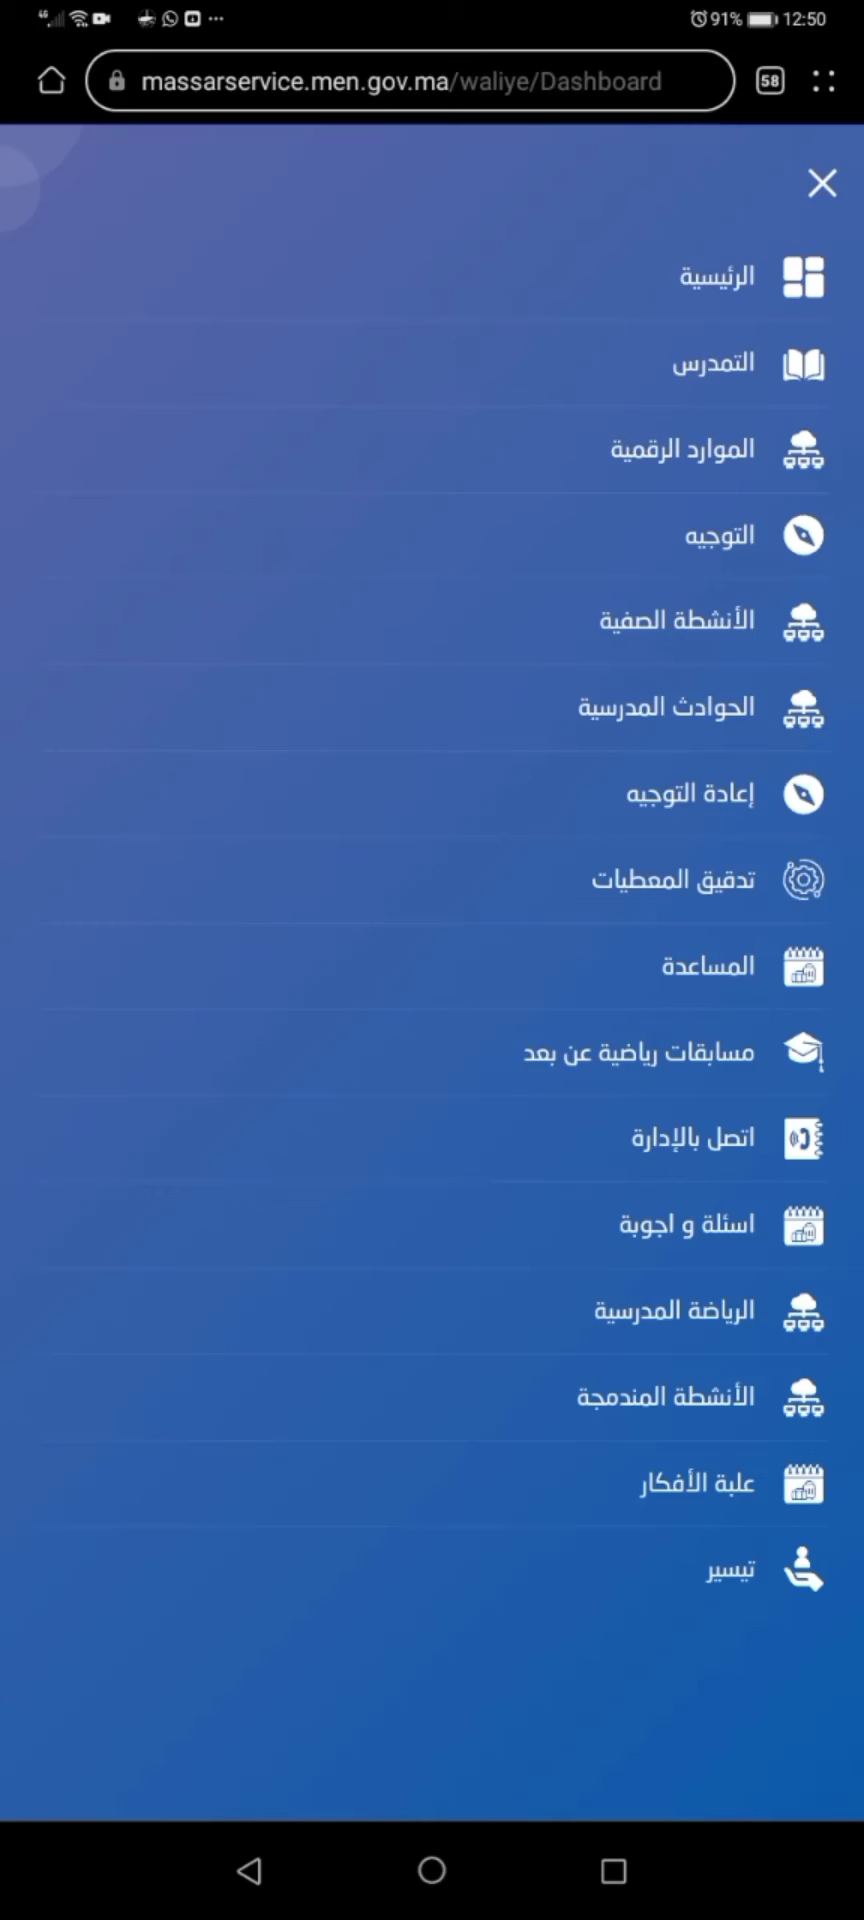 91% 12:50
massarservice.men.gov.ma/waliye/Dashboard 58
الرئيسية
التمدرس
الموارد الرقمية
التوجيه
الأنشطة الصفية
الحوادث المدرسية
إعادة التوجيه
تدقيق المعطيات
المساعدة
مسابقات رياضية عن بعد
اتصل بالإدارة
اسئلة و اجوبة
الرياضة المدرسية
الأنشطة المندمجة
علبة الأفكار
تيسير